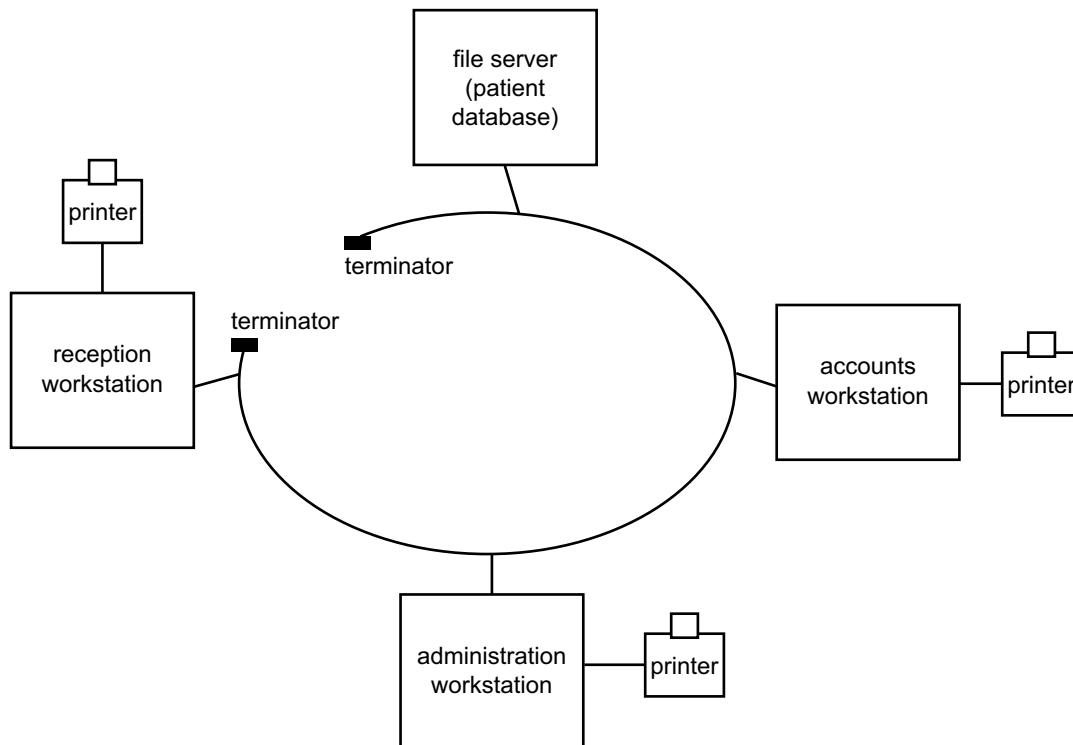 file server
(patient
database)
printer
terminator
terminator
reception
workstation
accounts
workstation
printer
administration
workstation
printer